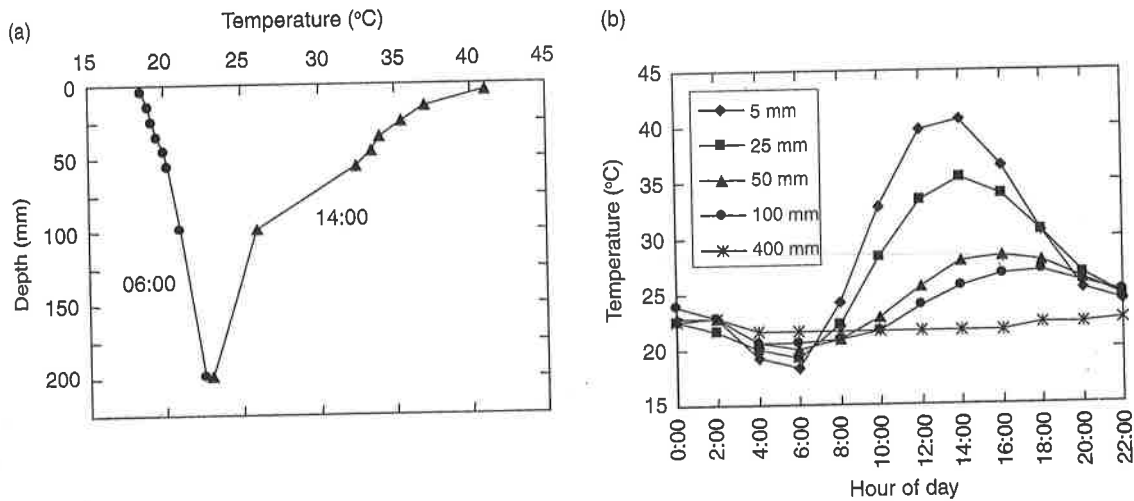 (a)
Temperature (°C)
15 20 25 30 35 40 45
0
50
100
150
200
Depth (mm)
06:00
14:00
(b)
45
40
35
30
25
20
15
Temperature (°C)
5 mm
25 mm
50 mm
100 mm
400 mm
0:00
2:00
4:00
6:00
8:00
10:00
12:00
14:00
16:00
18:00
20:00
22:00
Hour of day